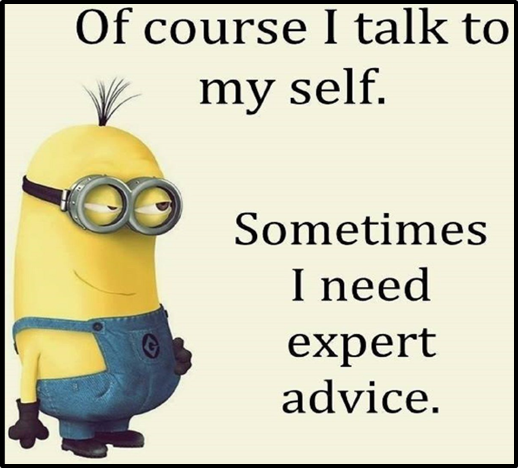 Of course I talk to
my self.
Sometimes
I need
expert
advice.